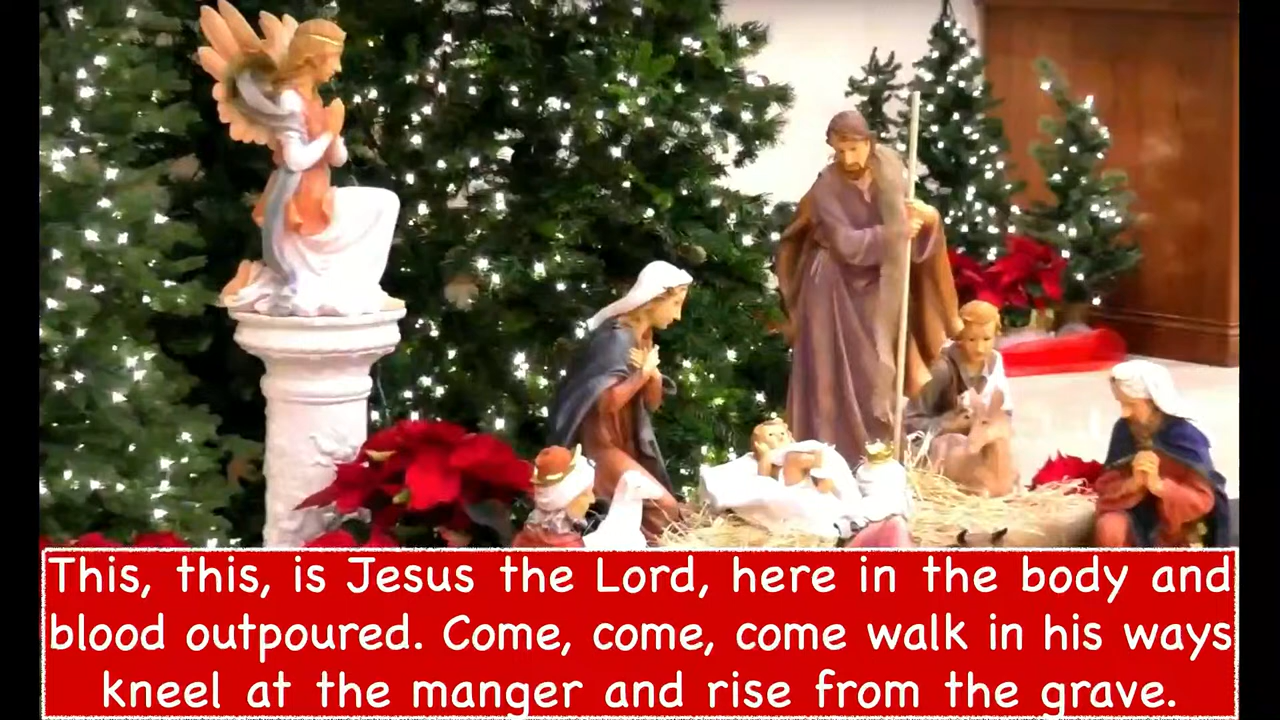 This, this, is Jesus the Lord, here in the body and
blood outpoured. Come, come, come walk in his ways
kneel at the manger and rise from the grave.